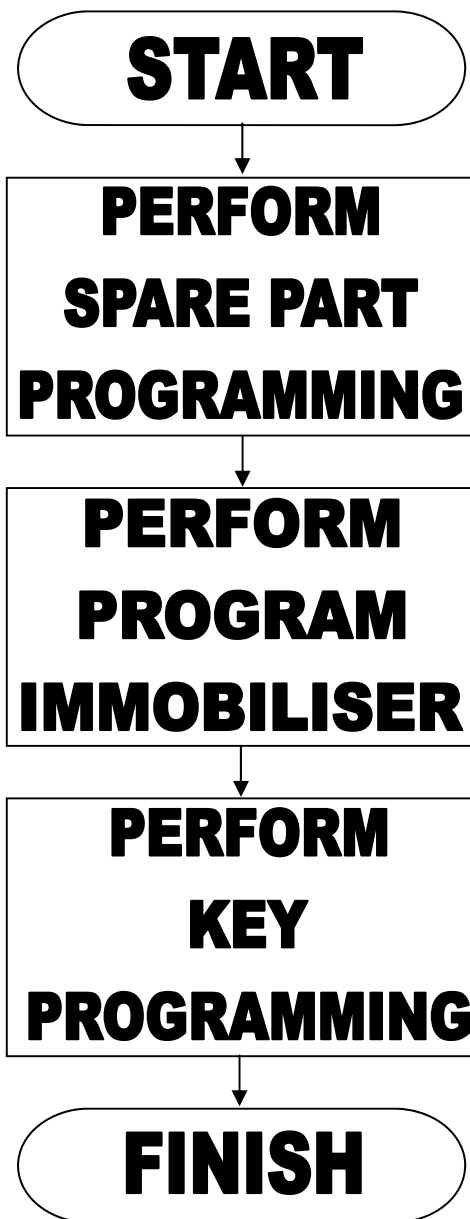 START
PERFORM
SPARE PART
PROGRAMMING
PERFORM
PROGRAM
IMMOBILISER
PERFORM
KEY
PROGRAMMING
FINISH